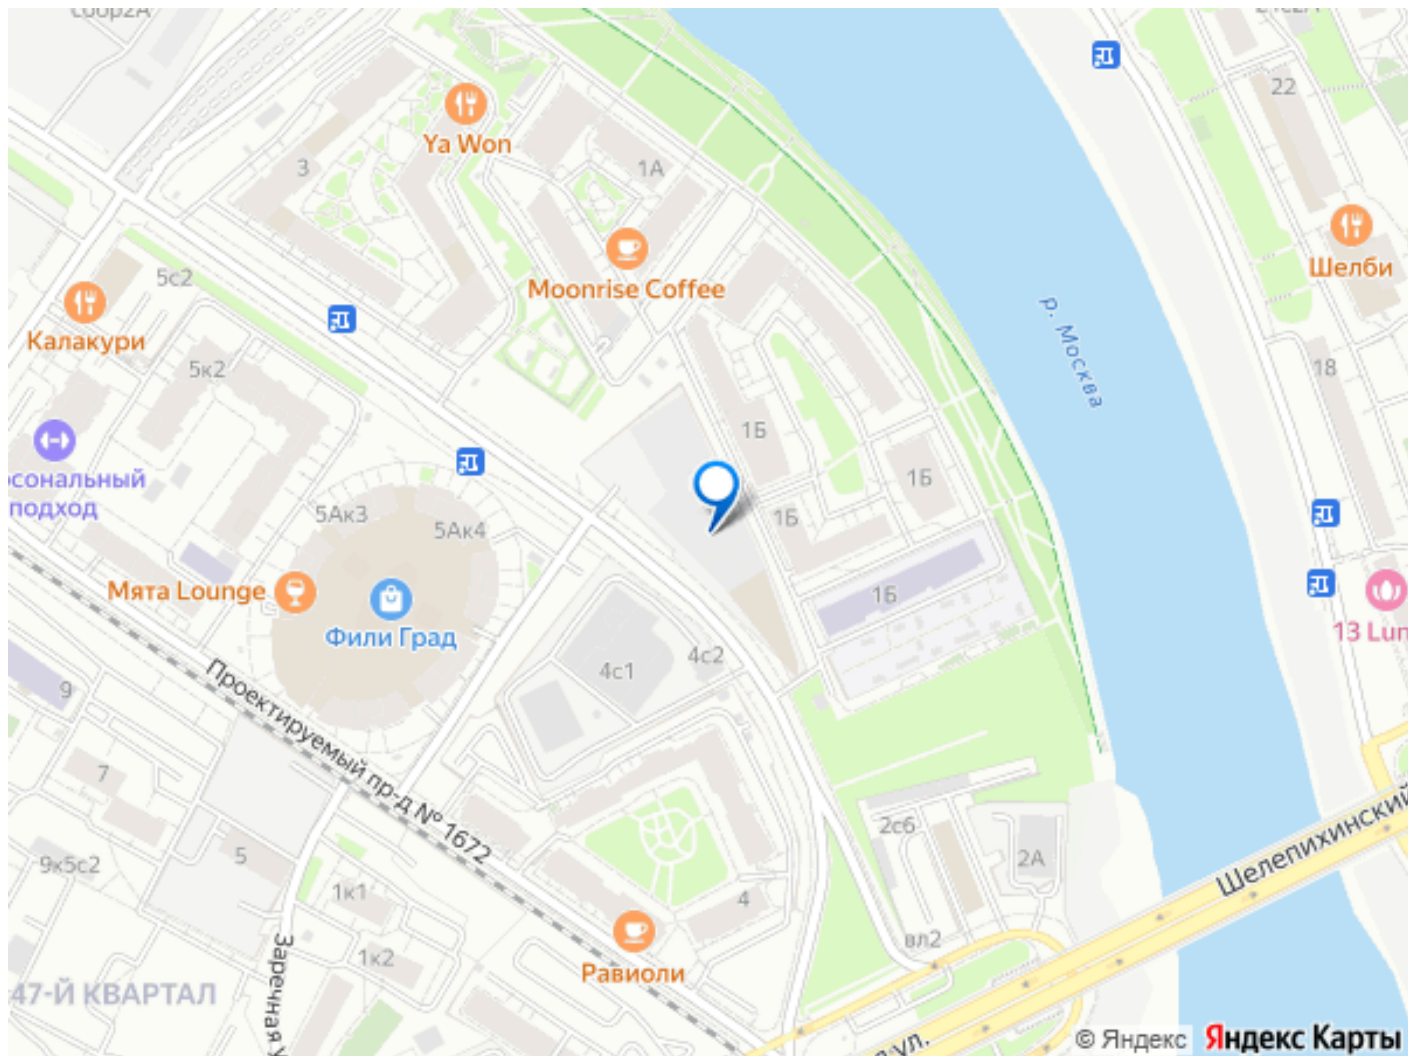 22
Ya Won
3
1А
Шелби
5с2
Moonrise Coffee
р. Москва
Калакури
5к2
18
1Б
сональный
подход
1Б
5Ак3
5Ак4
1Б
Мята Lounge
1Б
Фили Град
13 Lun
4с2
4с1
9
Проектируемый пр-д № 1672
7
2с6
Шелепихинский
5
2А
9к5с2
1к1
4
вл2
Заречная у
1к2
Равиоли
47-Й КВАРТАЛ
ул.
© Яндекс Яндекс Карты